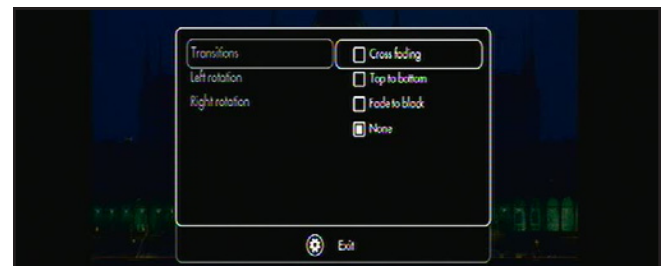 Transitions
Left rotation
Right rotation
Cross fading
Top to bottom
Fade to black
None
Exit